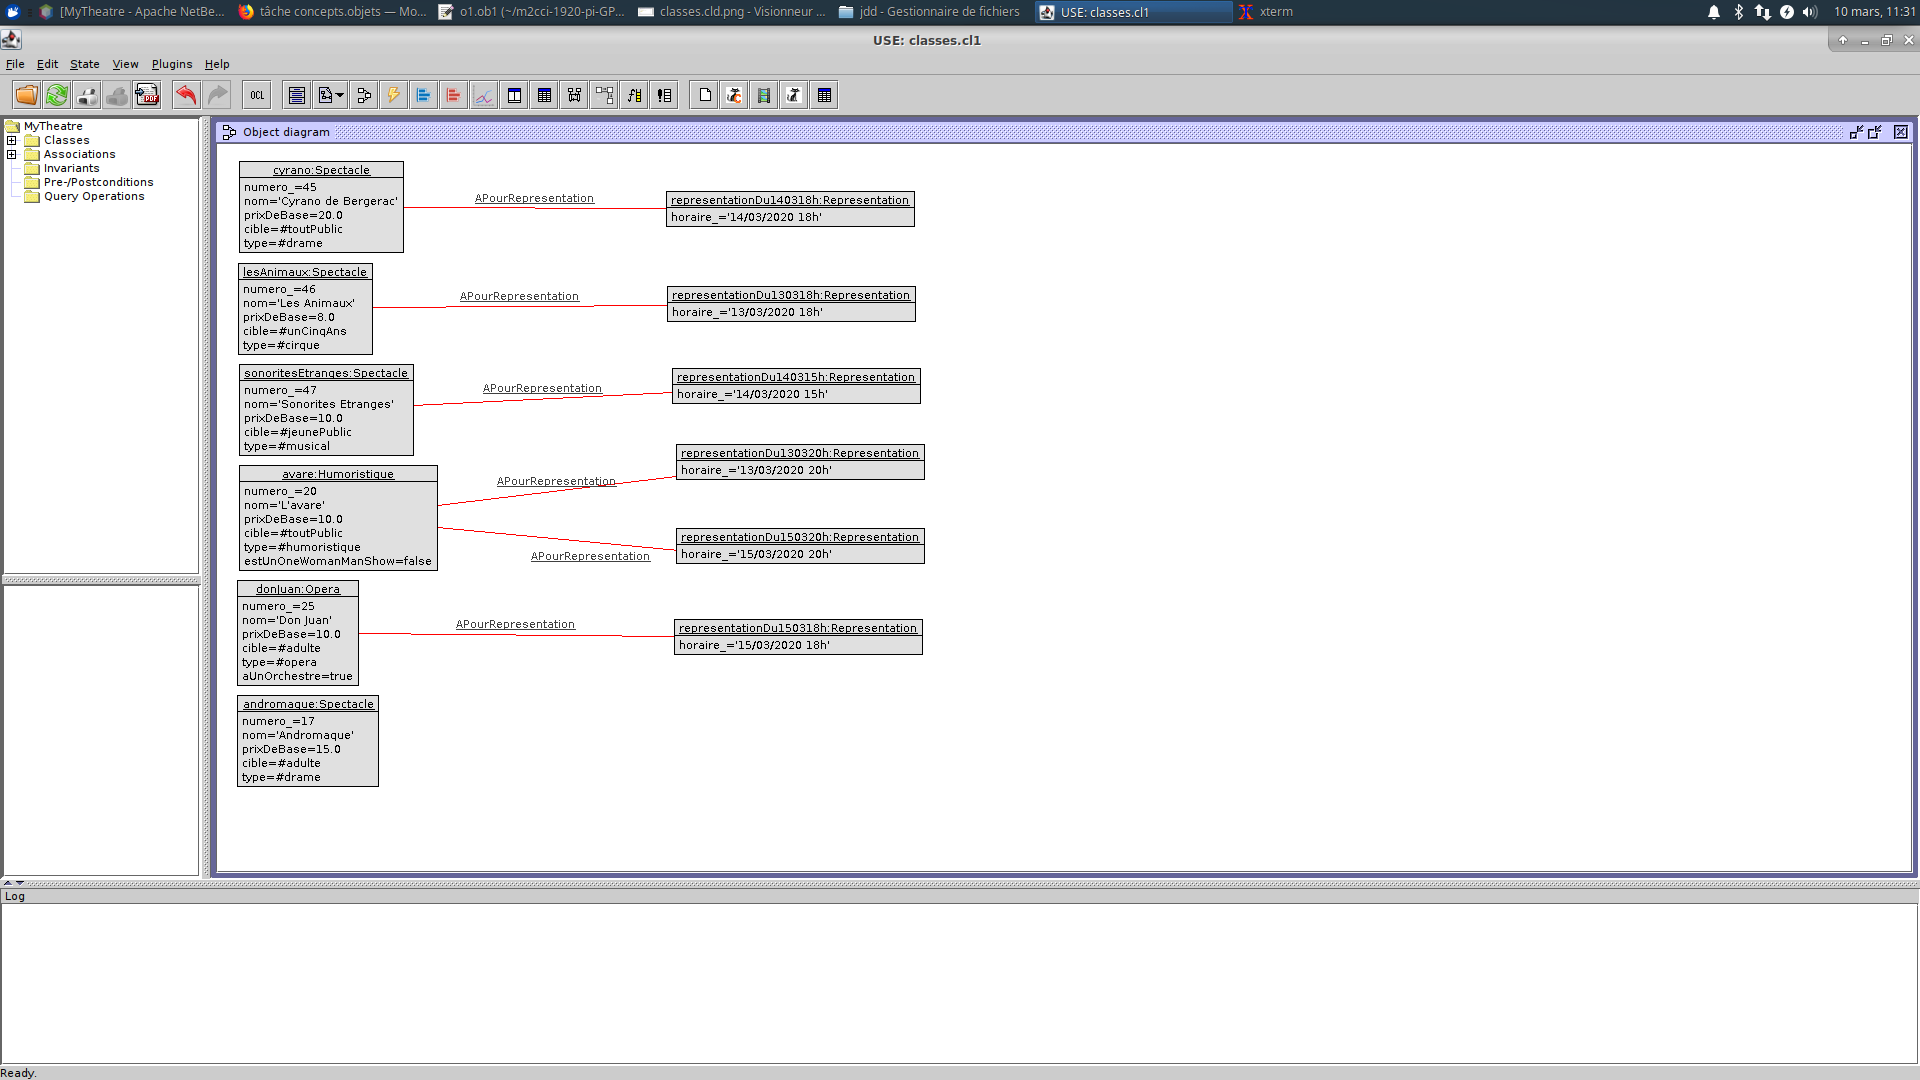 [MyTheatre - Apache NetBe...
tâche concepts.objets — Mo...
o1.ob1 (~/m2cci-1920-pi-GP...
classes.cld.png - Visionneur ...
jdd - Gestionnaire de fichiers
USE: classes.cl1
xterm
10 mars, 11:31
USE: classes.cl1
File Edit State View Plugins Help
OCL
PDF
MyTheatre
Classes
Associations
Invariants
Pre-/Postconditions
Query Operations
Object diagram
cyrano:Spectacle
numero_=45
nom='Cyrano de Bergerac'
prixDeBase=20.0
cible=#toutPublic
type=#drame
APourRepresentation
representationDu140318h:Representation
horaire_='14/03/2020 18h'
lesAnimaux:Spectacle
numero_=46
nom='Les Animaux'
prixDeBase=8.0
cible=#unCinqAns
type=#cirque
APourRepresentation
representationDu130318h:Representation
horaire_='13/03/2020 18h'
sonoritesEtranges:Spectacle
numero_=47
nom='Sonorites Etranges'
prixDeBase=10.0
cible=#jeunePublic
type=#musical
APourRepresentation
representationDu140315h:Representation
horaire_='14/03/2020 15h'
avare:Humoristique
numero_=20
nom='L'avare'
prixDeBase=10.0
cible=#toutPublic
type=#humoristique
estUnOneWomanManShow=false
APourRepresentation
representationDu130320h:Representation
horaire_='13/03/2020 20h'
APourRepresentation
representationDu150320h:Representation
horaire_='15/03/2020 20h'
donJuan:Opera
numero_=25
nom='Don Juan'
prixDeBase=10.0
cible=#adulte
type=#opera
aUnOrchestre=true
APourRepresentation
representationDu150318h:Representation
horaire_='15/03/2020 18h'
andromaque:Spectacle
numero_=17
nom='Andromaque'
prixDeBase=15.0
cible=#adulte
type=#drame
Log
Ready.